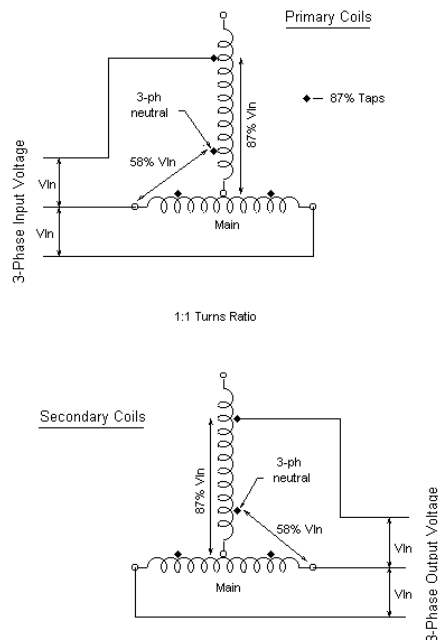 Primary Coils
87% Taps
3-ph
neutral
87% Vln
58% Vln
3-Phase Input Voltage
Vln
Vln
Main
1:1 Turns Ratio
Secondary Coils
87% Vln
3-ph
neutral
58% Vln
Main
Vln
Vln
3-Phase Output Voltage